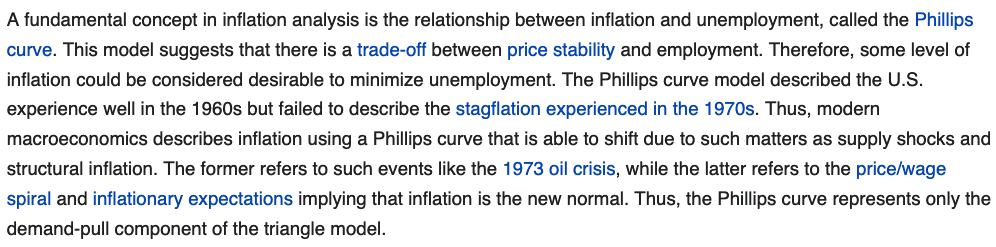 A fundamental concept in inflation analysis is the relationship between inflation and unemployment, called the Phillips
curve. This model suggests that there is a trade-off between price stability and employment. Therefore, some level of
inflation could be considered desirable to minimize unemployment. The Phillips curve model described the U.S.
experience well in the 1960s but failed to describe the stagflation experienced in the 1970s. Thus, modern
macroeconomics describes inflation using a Phillips curve that is able to shift due to such matters as supply shocks and
structural inflation. The former refers to such events like the 1973 oil crisis, while the latter refers to the price/wage
spiral and inflationary expectations implying that inflation is the new normal. Thus, the Phillips curve represents only the
demand-pull component of the triangle model.